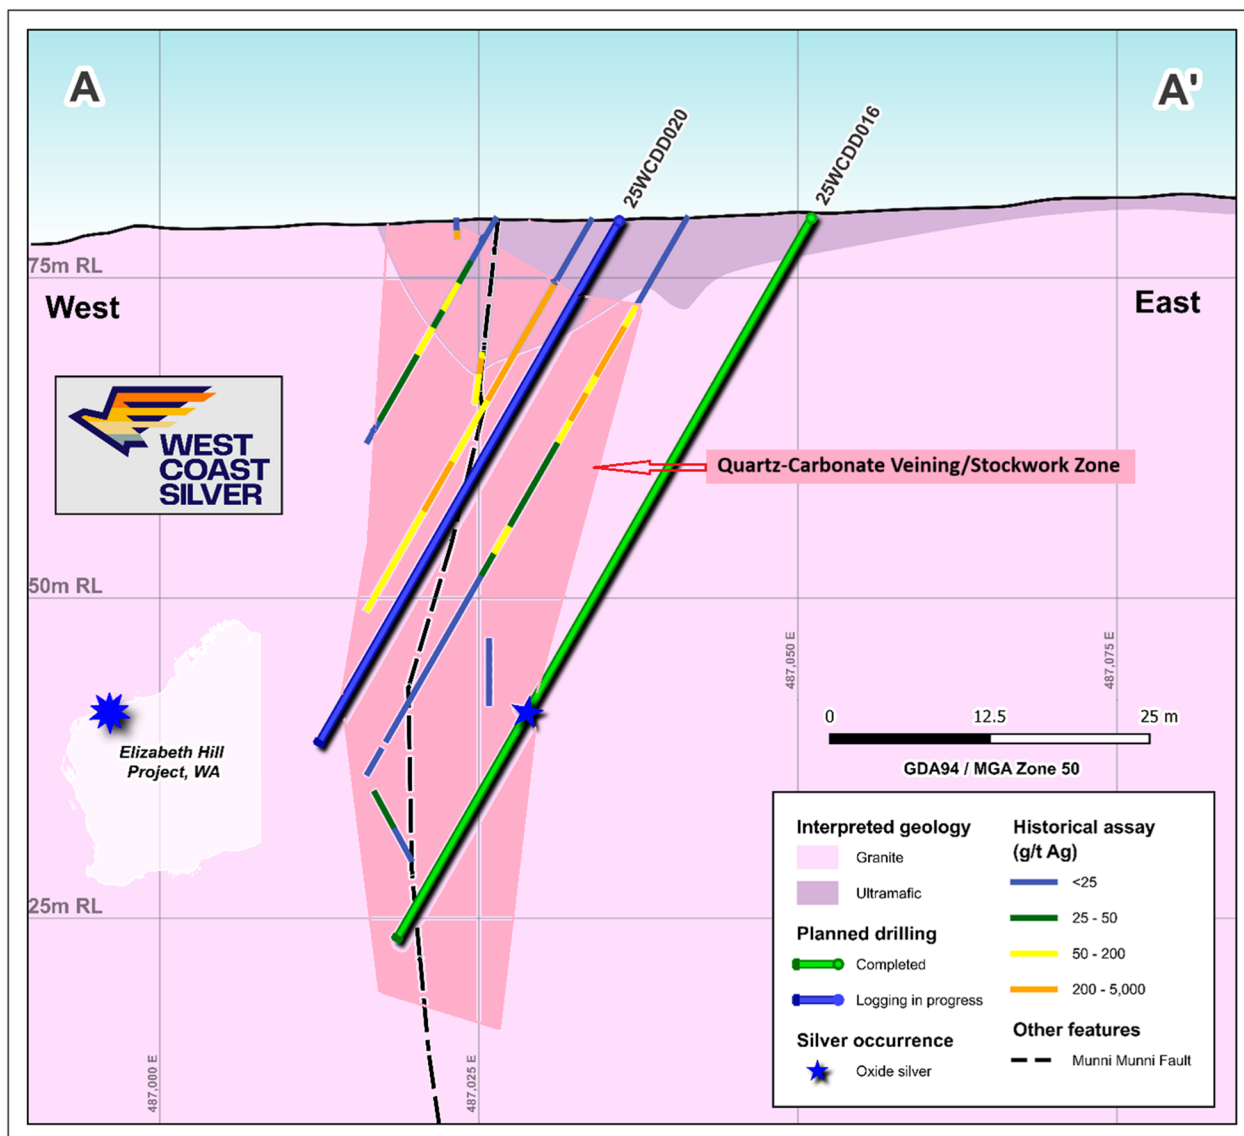 A
A'
25WCDD020
25WCDD016
75m RL
West
East
WEST
COAST
SILVER
Quartz-Carbonate Veining/Stockwork Zone
50m RL
Elizabeth Hill
Project, WA
25m RL
487,000 E
487,025 E
487,050 E
487,075 E
0 12.5 25 m
GDA94 / MGA Zone 50
Interpreted geology
Granite
Ultramafic
Planned drilling
Completed
Logging in progress
Silver occurrence
Oxide silver
Historical assay
(g/t Ag)
<25
25 - 50
50 - 200
200 - 5,000
Other features
Munni Munni Fault